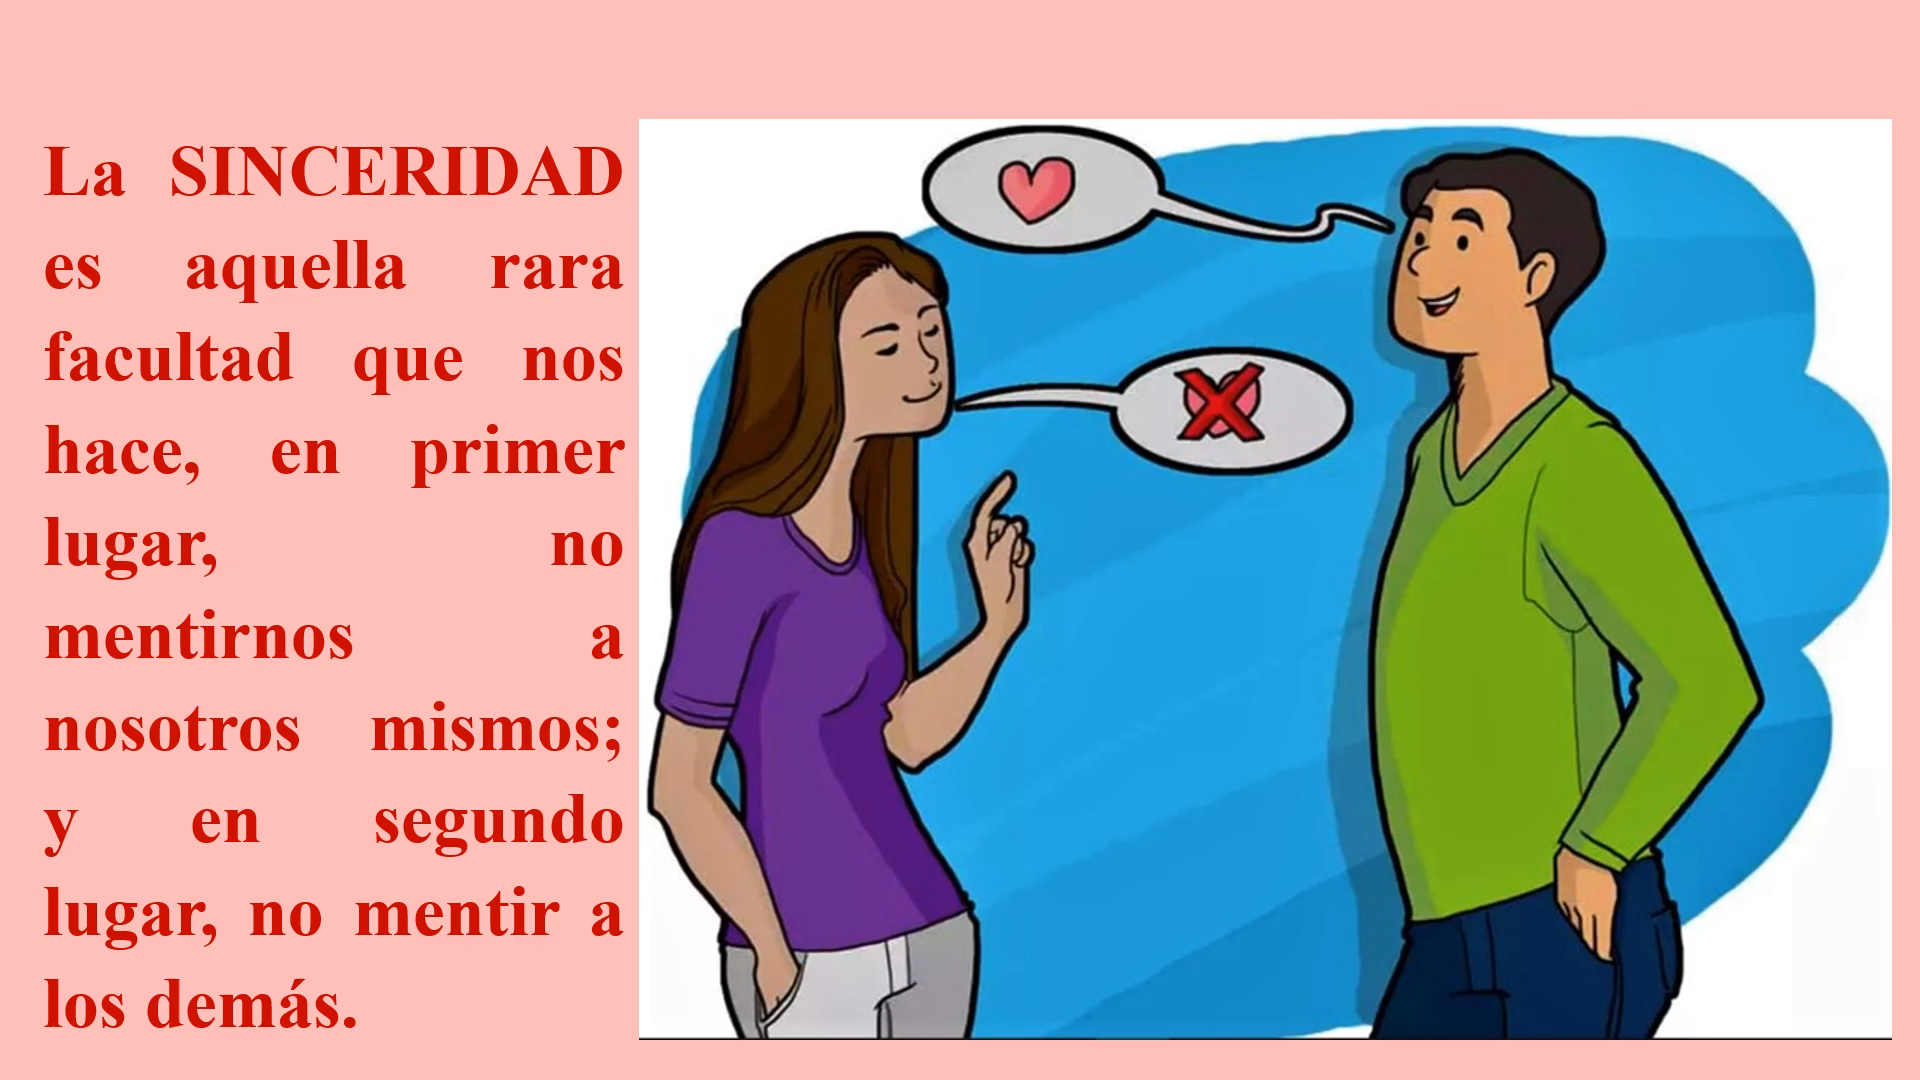 La SINCERIDAD
es aquella rara
facultad que nos
hace, en primer
lugar, no
mentirnos a
nosotros mismos;
y en segundo
lugar, no mentir a
los demás.